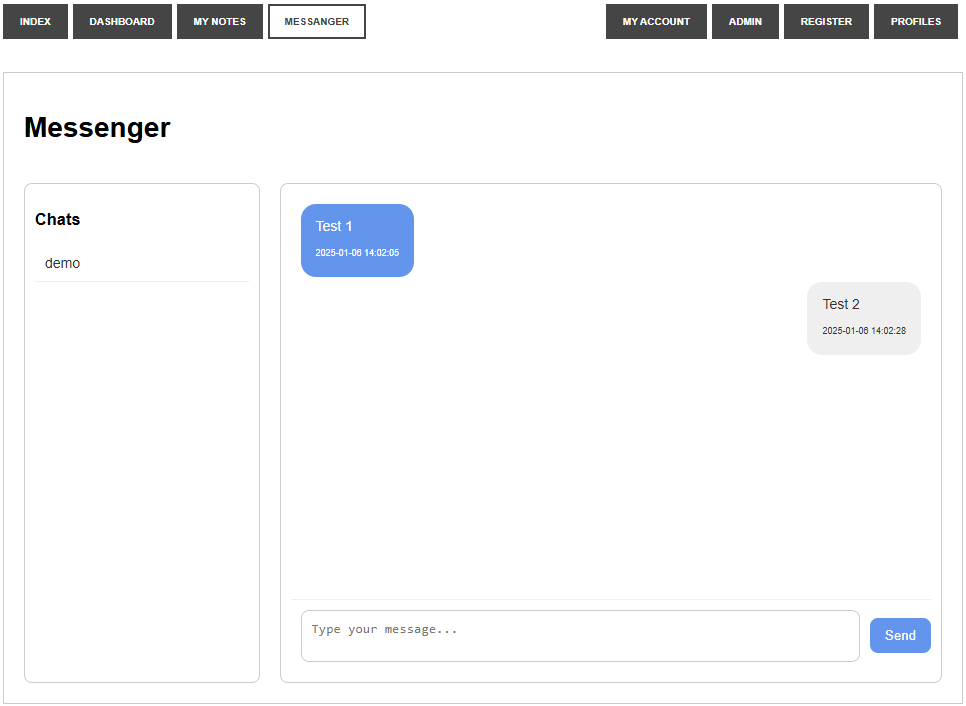 INDEX DASHBOARD MY NOTES MESSANGER MY ACCOUNT ADMIN REGISTER PROFILES
Messenger
Chats
demo
Test 1
2025-01-06 14:02:05
Test 2
2025-01-06 14:02:28
Type your message...
Send